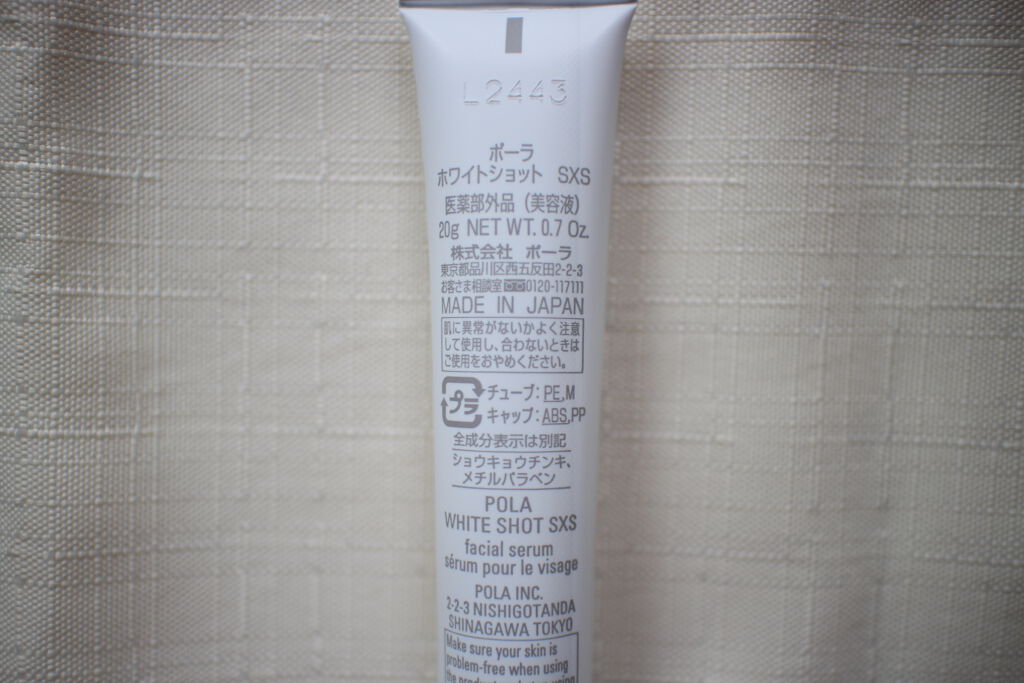 L2443
ポーラ
ホワイトショット SXS
医薬部外品（美容液）
20g NET WT. 0.7 Oz.
株式会社 ポーラ
東京都品川区西五反田2-2-3
お客さま相談室 0120-117111
MADE IN JAPAN
肌に異常がないかよく注意
して使用し、合わないときは
ご使用をおやめください。
プラ
チューブ：PE,M
キャップ：ABS,PP
全成分表示は別記
ショウキョウチンキ、
メチルパラベン
POLA
WHITE SHOT SXS
facial serum
sérum pour le visage
POLA INC.
2-2-3 NISHIGOTANDA
SHINAGAWA TOKYO
Make sure your skin is
problem-free when using
the product